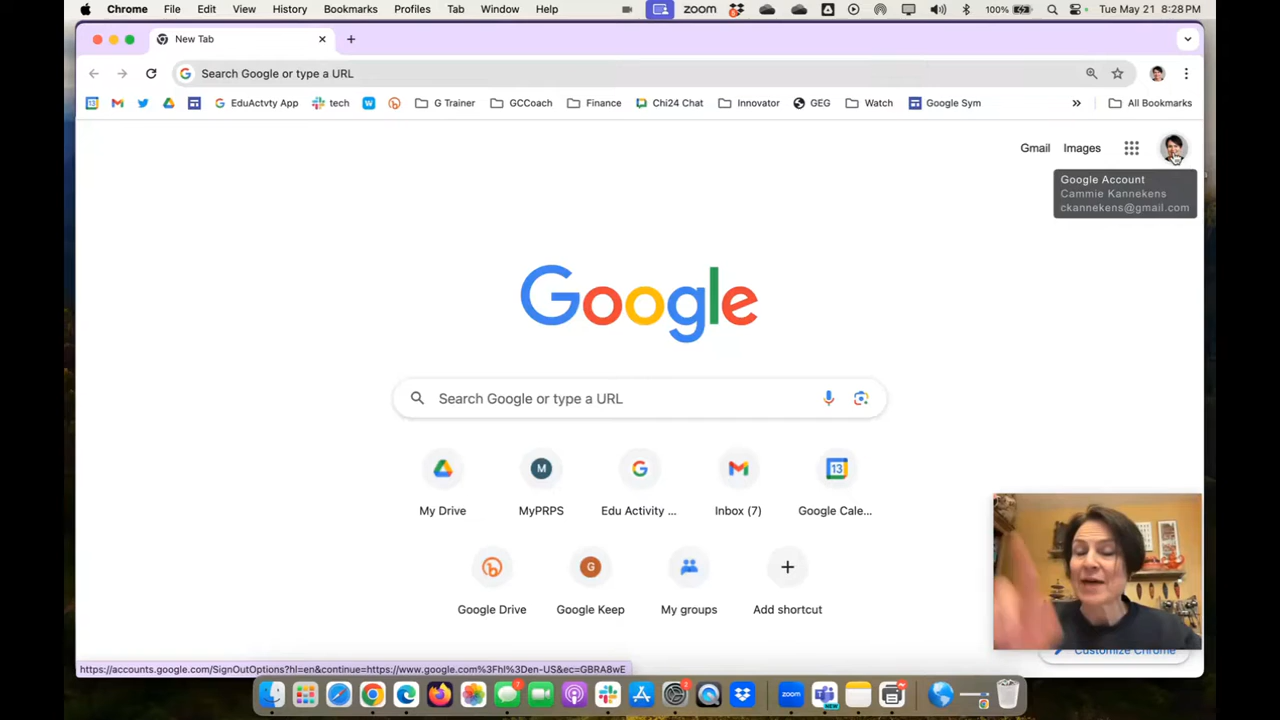 Chrome File Edit View History Bookmarks Profiles Tab Window Help zoom 100% Tue May 21 8:28 PM
New Tab
Search Google or type a URL
EduActvty App tech G Trainer GCCoach Finance Chi24 Chat Innovator GEG Watch Google Sym » All Bookmarks
Gmail Images
Google Account
Cammie Kannekens
ckannekens@gmail.com
Google
Search Google or type a URL
My Drive MyPRPS Edu Activity ... Inbox (7) Google Cale...
Google Drive Google Keep My groups Add shortcut
Customize Chrome
https://accounts.google.com/SignOutOptions?hl=en&continue=https://www.google.com%3Fhl%3Den-US&ec=GBRA8wE
zoom NEW